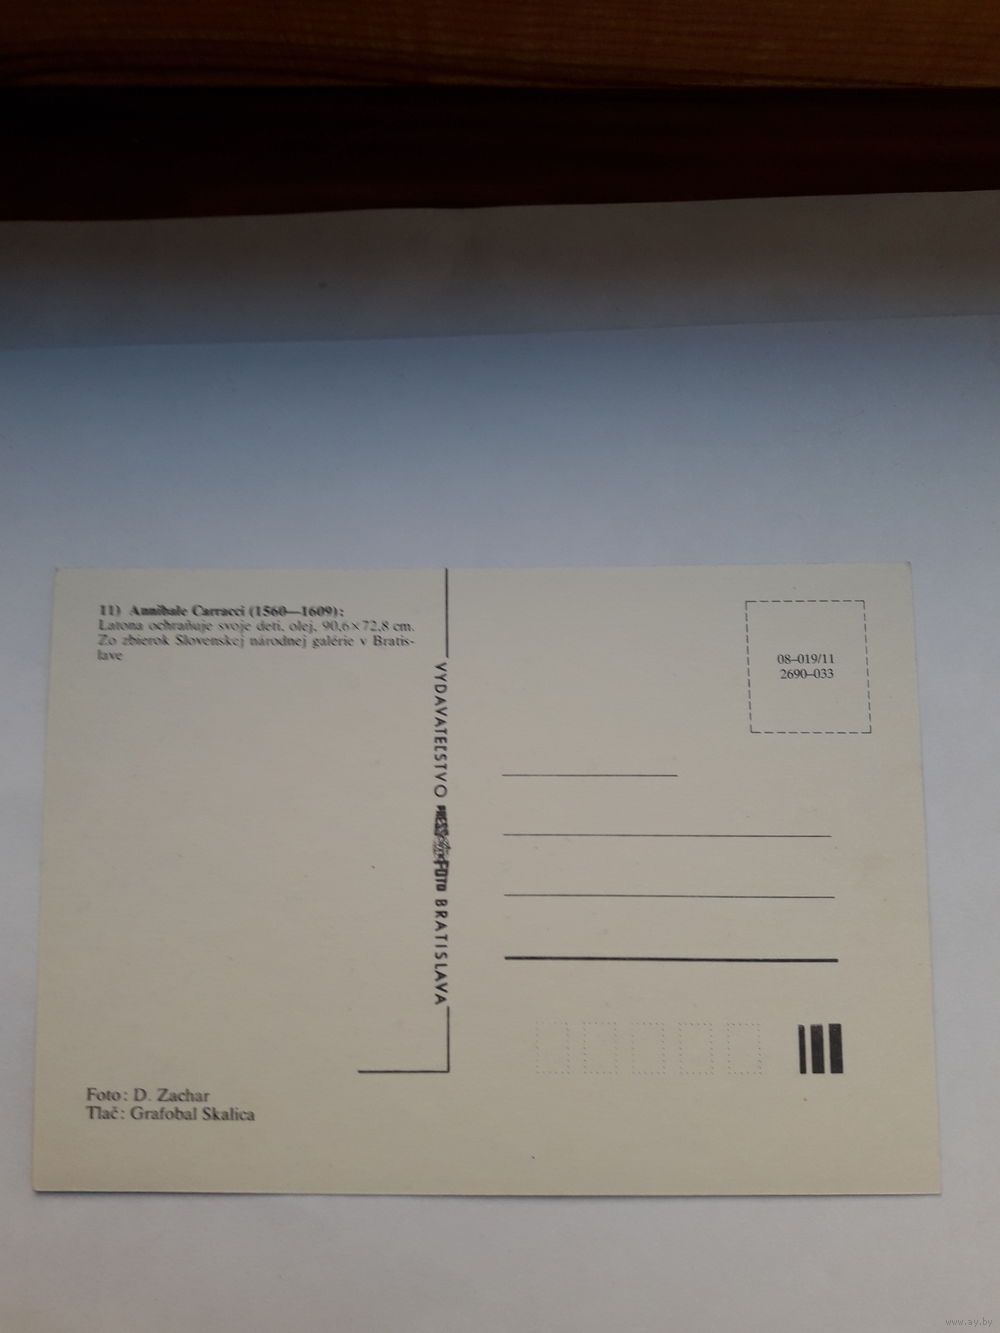 11) Annibale Carracci (1560—1609):
Latona ochraňuje svoje deti, olej, 90,6×72,8 cm.
Zo zbierok Slovenskej národnej galérie v Bratis-
lave
VYDAVATEĽSTVO PRESSFOTO BRATISLAVA
08–019/11
2690–033
Foto: D. Zachar
Tlač: Grafobal Skalica
www.ay.by